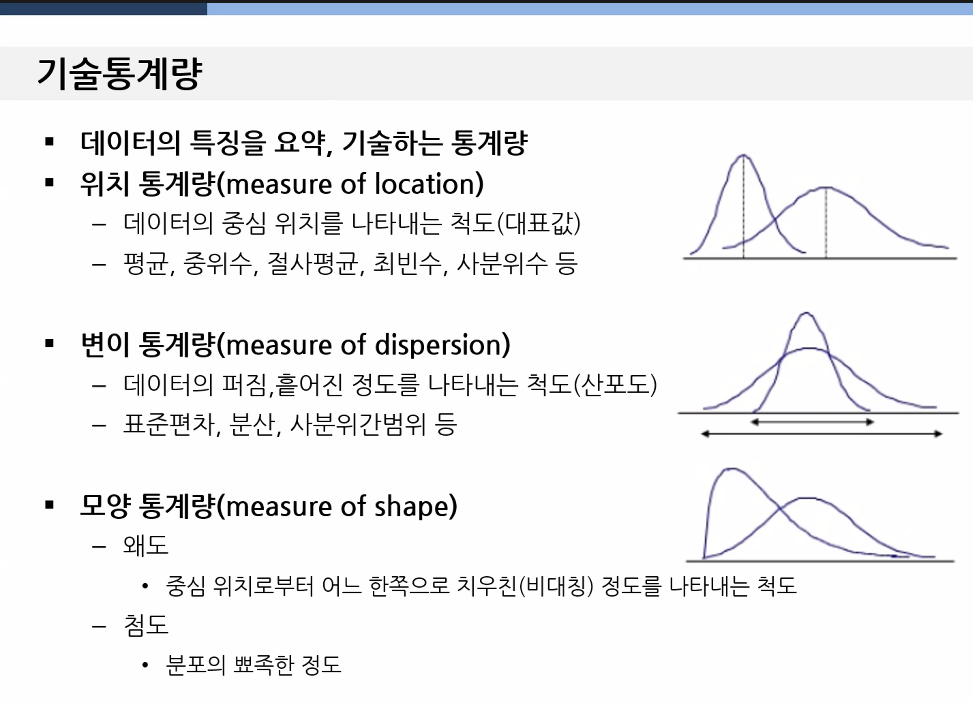 기술통계량
▪ 데이터의 특징을 요약, 기술하는 통계량
▪ 위치 통계량(measure of location)
– 데이터의 중심 위치를 나타내는 척도(대표값)
– 평균, 중위수, 절사평균, 최빈수, 사분위수 등
▪ 변이 통계량(measure of dispersion)
– 데이터의 퍼짐,흩어진 정도를 나타내는 척도(산포도)
– 표준편차, 분산, 사분위간범위 등
▪ 모양 통계량(measure of shape)
– 왜도
• 중심 위치로부터 어느 한쪽으로 치우친(비대칭) 정도를 나타내는 척도
– 첨도
• 분포의 뾰족한 정도